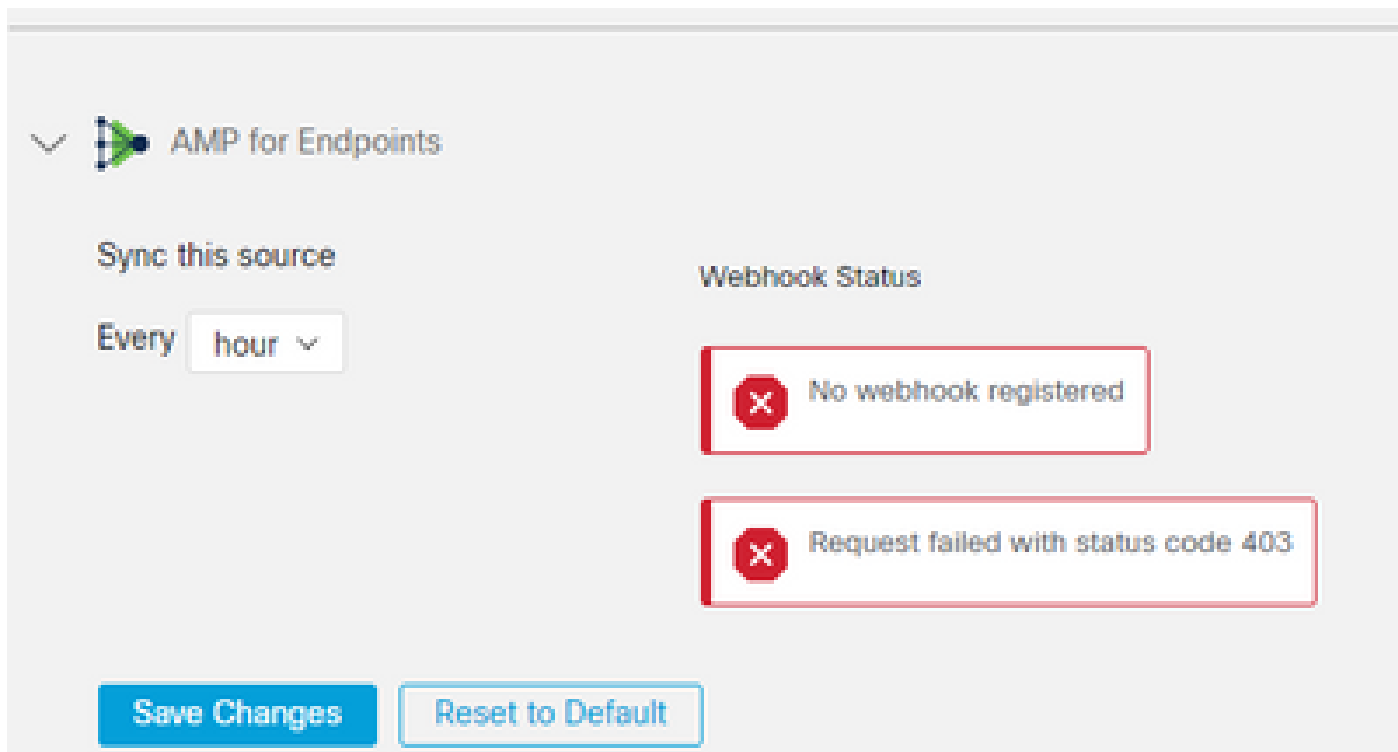 AMP for Endpoints
Sync this source
Every hour
Webhook Status
No webhook registered
Request failed with status code 403
Save Changes
Reset to Default